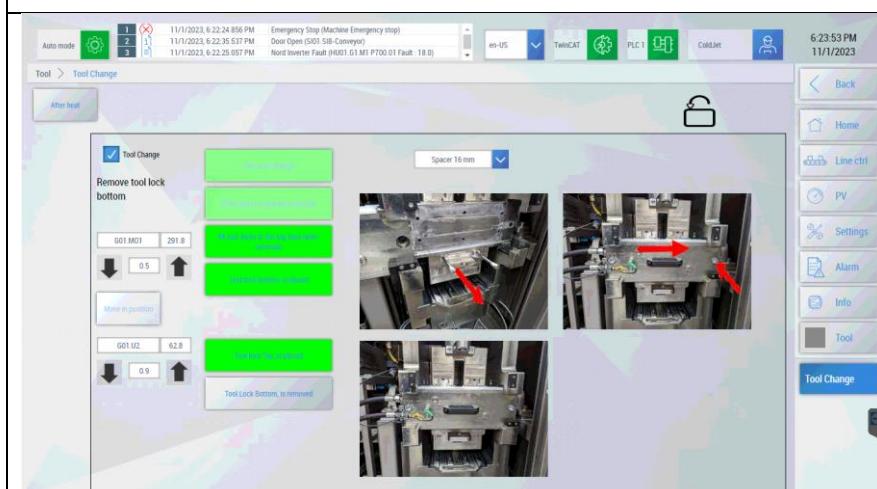 Auto mode
1 11/1/2023, 6:22:24 856 PM Emergency Stop (Machine Emergency stop)
2 11/1/2023, 6:22:35 537 PM Door Open (SI01 SIB-Conveyor)
3 11/1/2023, 6:22:25 057 PM Nord Inverter Fault (HU01.G1.M1 P700.01 Fault : 18.0)
en-US
TwinCAT
PLC 1
ColdJet
6:23:53 PM
11/1/2023
Tool > Tool Change
Back
After heat
Home
Line ctrl
PV
Settings
Alarm
Info
Tool
Tool Change
Tool Change
Spacer 16 mm
Remove tool lock
bottom
G01.MO1 291.8
0.5
Move in position
G01.U2 62.8
0.9
Tool Lock Bottom, is removed